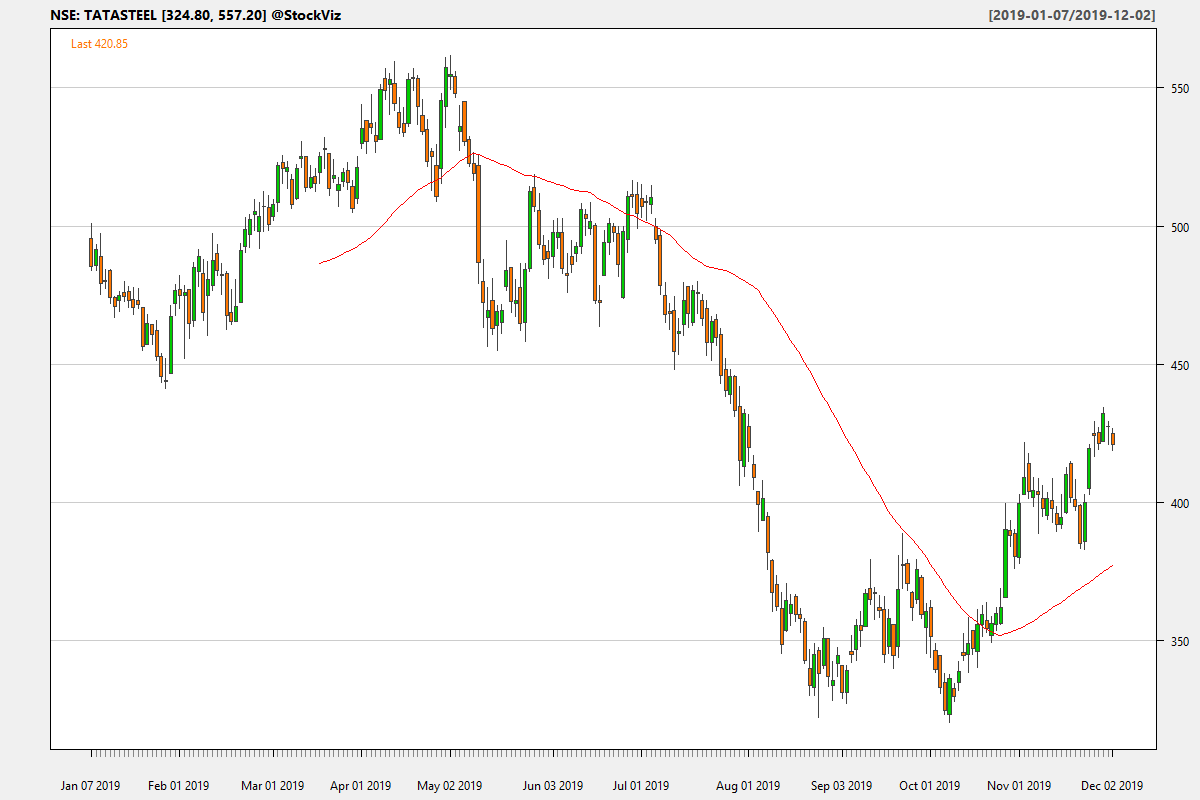 NSE: TATASTEEL [324.80, 557.20] @StockViz
[2019-01-07/2019-12-02]
Last 420.85
550
500
450
400
350
Jan 07 2019 Feb 01 2019 Mar 01 2019 Apr 01 2019 May 02 2019 Jun 03 2019 Jul 01 2019 Aug 01 2019 Sep 03 2019 Oct 01 2019 Nov 01 2019 Dec 02 2019